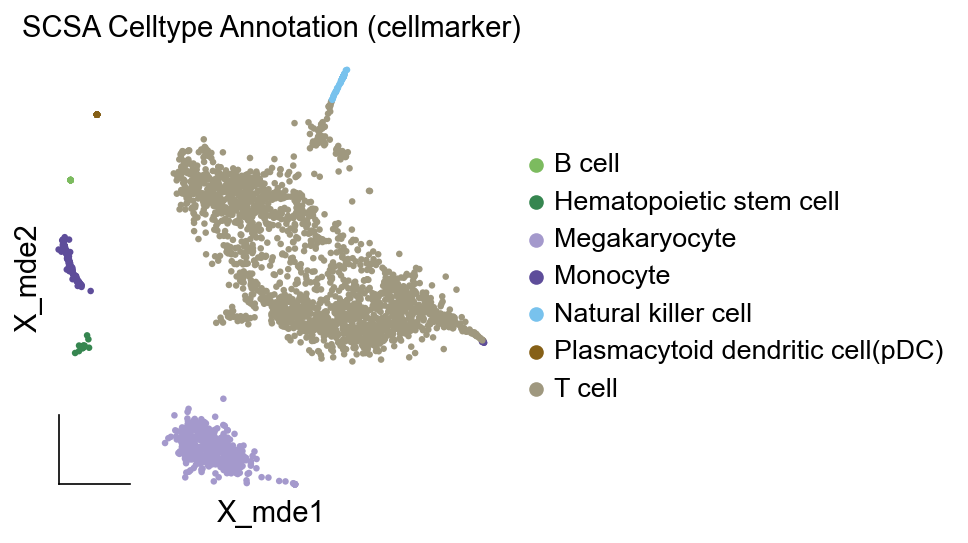 SCSA Celltype Annotation (cellmarker)
X_mde2
X_mde1
B cell
Hematopoietic stem cell
Megakaryocyte
Monocyte
Natural killer cell
Plasmacytoid dendritic cell(pDC)
T cell